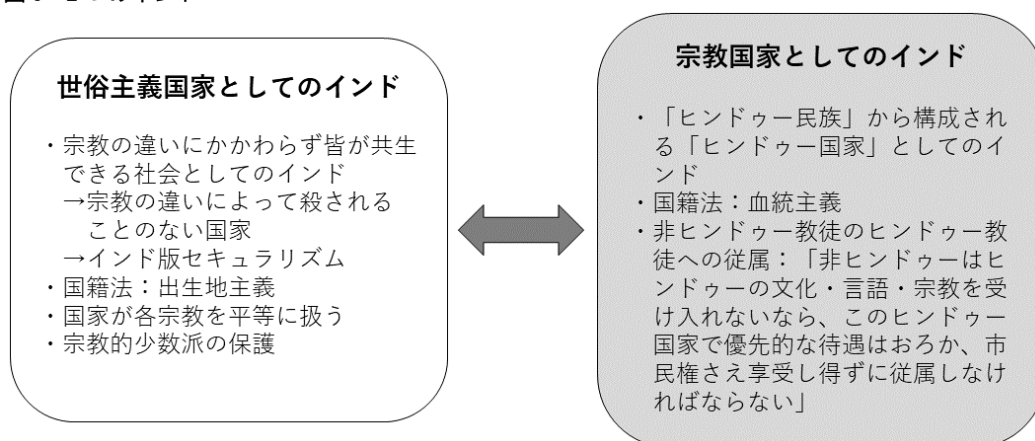 世俗主義国家としてのインド
・宗教の違いにかかわらず皆が共生
できる社会としてのインド
→宗教の違いによって殺される
ことのない国家
→インド版セキュラリズム
・国籍法：出生地主義
・国家が各宗教を平等に扱う
・宗教的少数派の保護
宗教国家としてのインド
・「ヒンドゥー民族」から構成され
る「ヒンドゥー国家」としてのイ
ンド
・国籍法：血統主義
・非ヒンドゥー教徒のヒンドゥー教
徒への従属：「非ヒンドゥーはヒ
ンドゥーの文化・言語・宗教を受
け入れないなら、このヒンドゥー
国家で優先的な待遇はおろか、市
民権さえ享受し得ずに従属しなけ
ればならない」